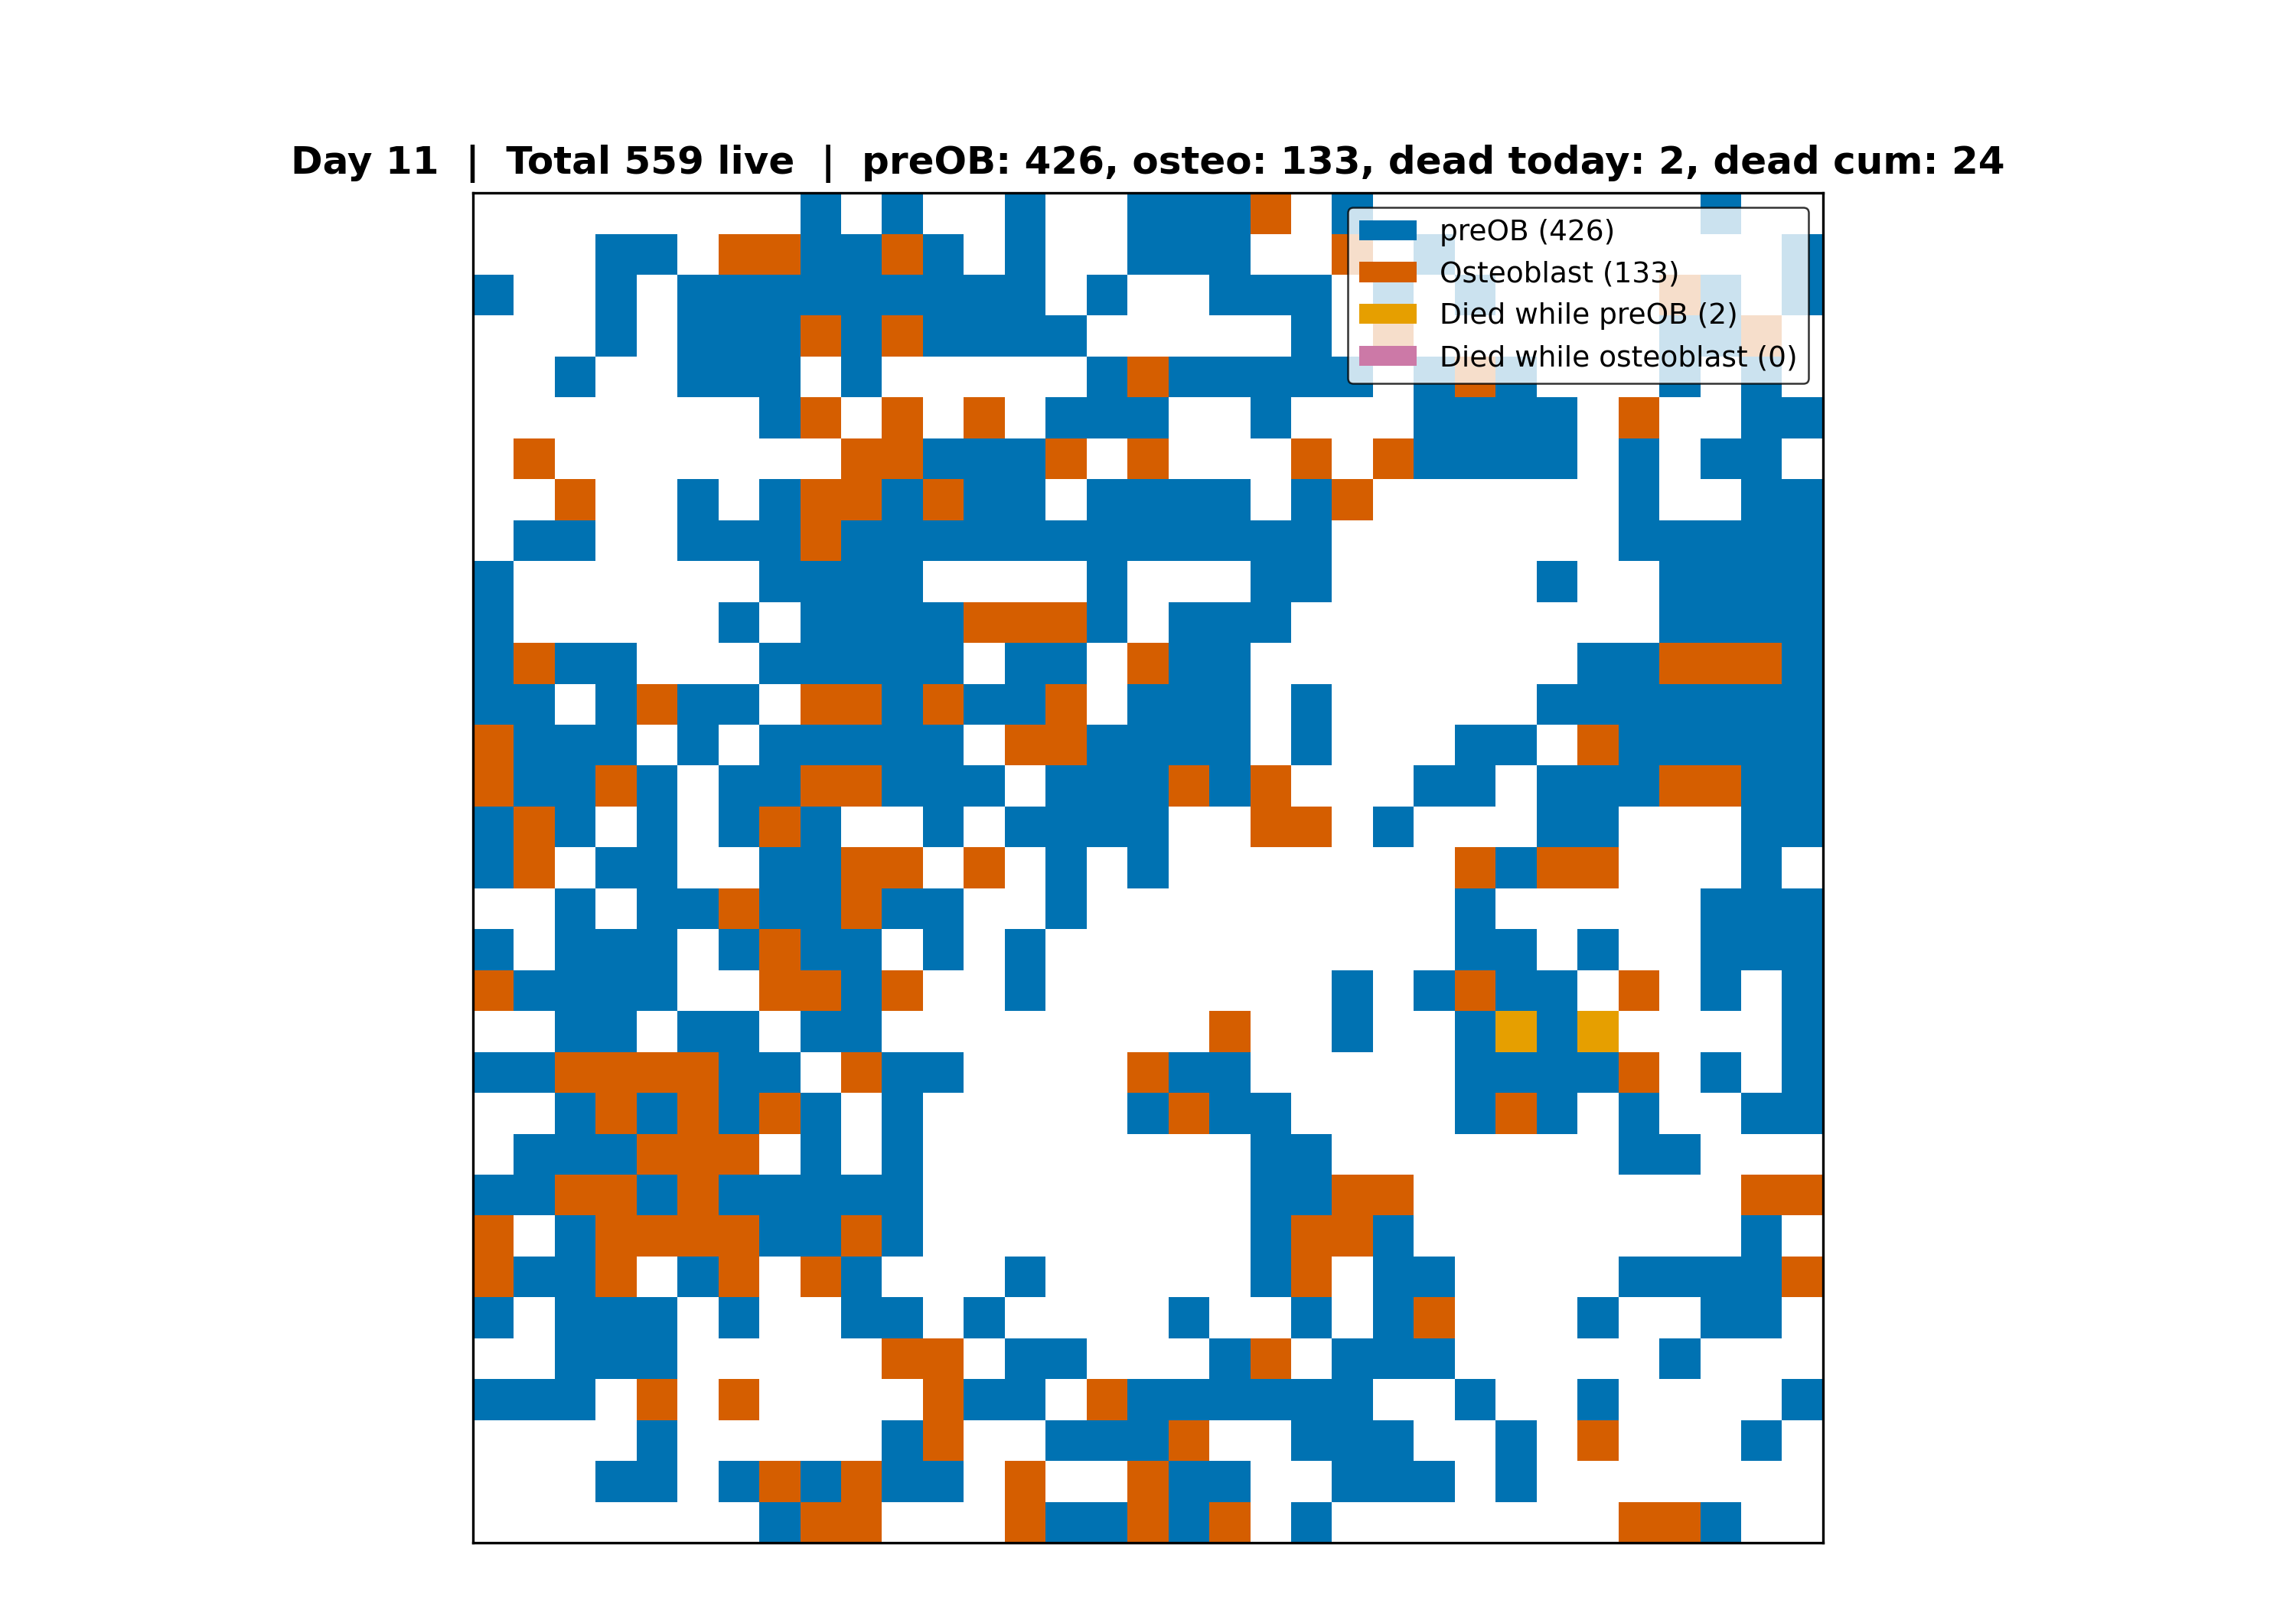 Day 11 | Total 559 live | preOB: 426, osteo: 133, dead today: 2, dead cum: 24
preOB (426)
Osteoblast (133)
Died while preOB (2)
Died while osteoblast (0)